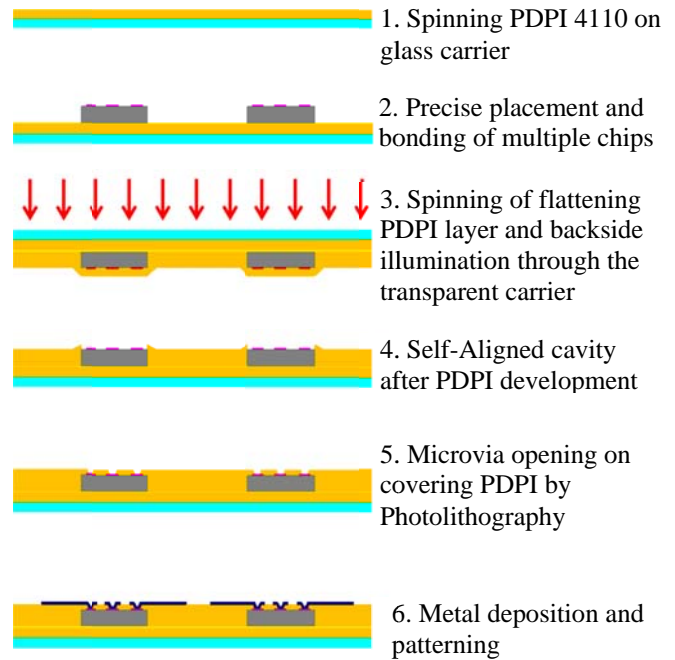 1. Spinning PDPI 4110 on
glass carrier
2. Precise placement and
bonding of multiple chips
3. Spinning of flattening
PDPI layer and backside
illumination through the
transparent carrier
4. Self-Aligned cavity
after PDPI development
5. Microvia opening on
covering PDPI by
Photolithography
6. Metal deposition and
patterning